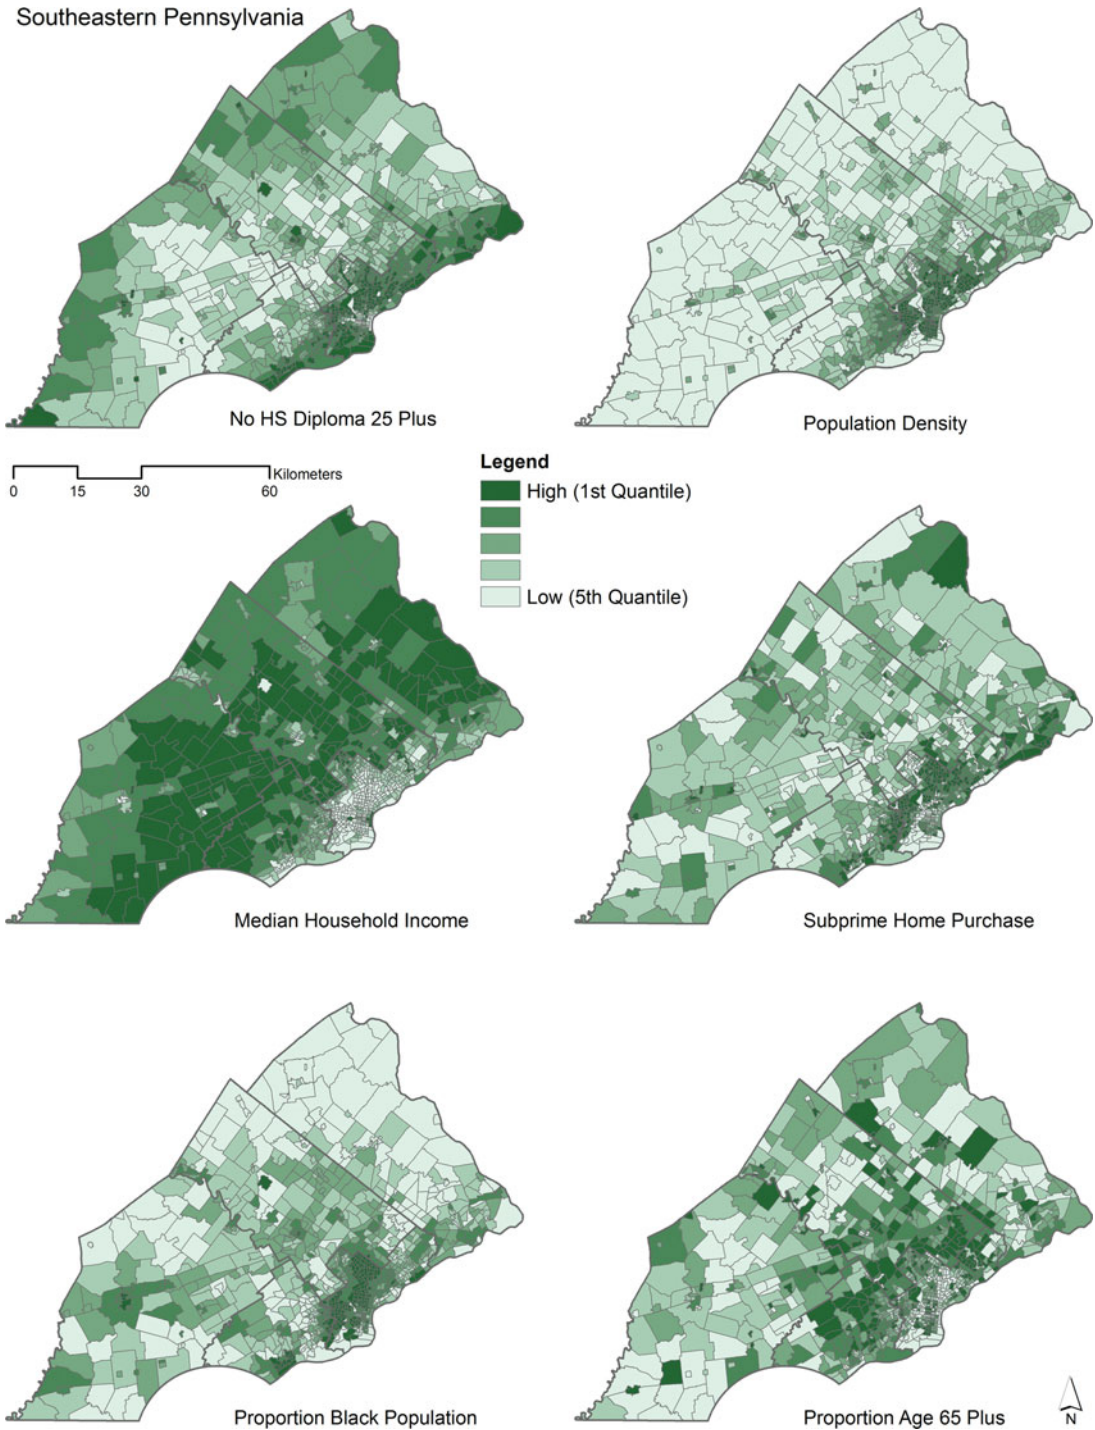 Southeastern Pennsylvania
No HS Diploma 25 Plus
Population Density
0 15 30 60 Kilometers
Legend
High (1st Quantile)
Low (5th Quantile)
Median Household Income
Subprime Home Purchase
Proportion Black Population
Proportion Age 65 Plus
N